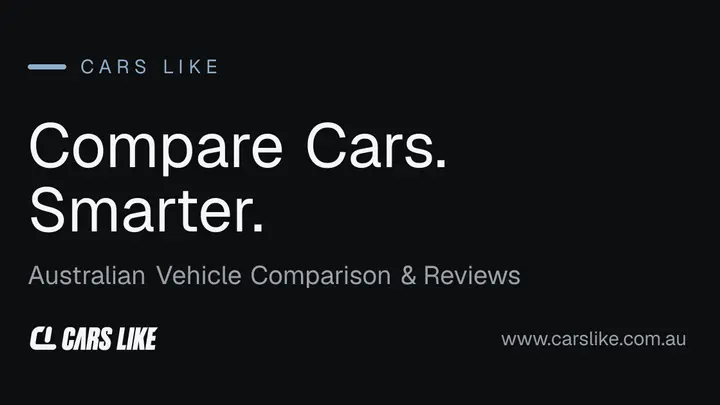 CARS LIKE
Compare Cars.
Smarter.
Australian Vehicle Comparison & Reviews
CL CARS LIKE
www.carslike.com.au